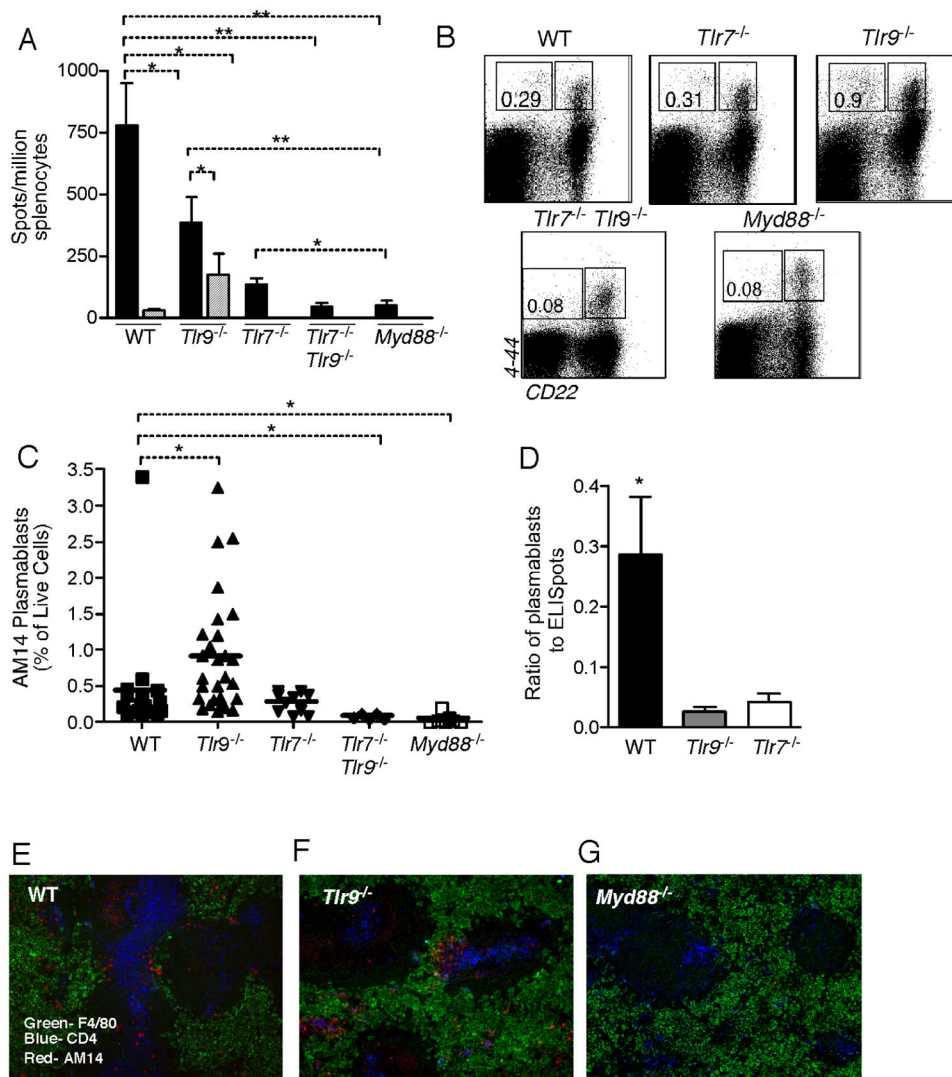 A
Spots/million
splenocytes
1000
750
500
250
0
**
**
*
*
**
*
*
WT
Tlr9-/-
Tlr7-/-
Tlr7-/-
Tlr9-/-
Myd88-/-
B
WT
Tlr7-/-
Tlr9-/-
0.29
0.31
0.9
Tlr7-/- Tlr9-/-
Myd88-/-
0.08
0.08
4-44
CD22
C
AM14 Plasmablasts
(% of Live Cells)
3.5
3.0
2.5
2.0
1.5
1.0
0.5
0.0
*
*
*
WT
Tlr9-/-
Tlr7-/-
Tlr7-/-
Tlr9-/-
Myd88-/-
D
Ratio of plasmablasts
to ELISpots
0.4
0.3
0.2
0.1
0.0
*
WT
Tlr9-/-
Tlr7-/-
E
WT
Green- F4/80
Blue- CD4
Red- AM14
F
Tlr9-/-
G
Myd88-/-